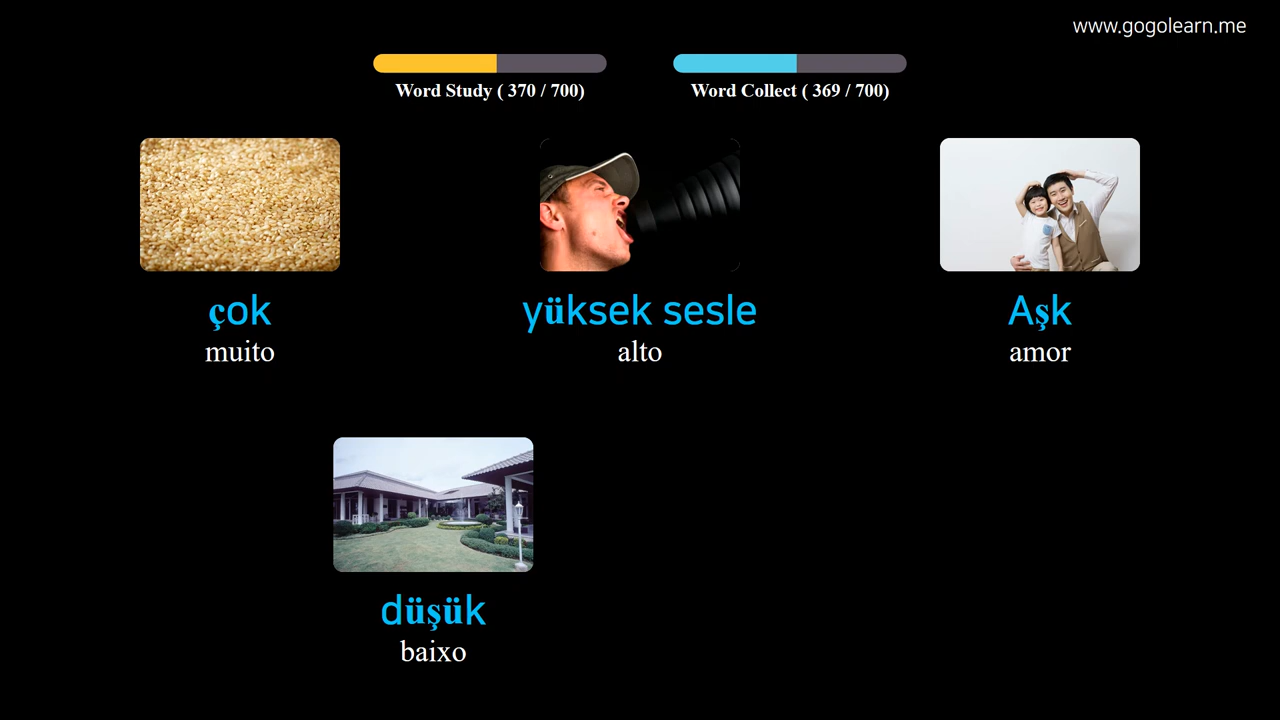 www.gogolearn.me
Word Study ( 370 / 700)
Word Collect ( 369 / 700)
çok
muito
yüksek sesle
alto
Aşk
amor
düşük
baixo